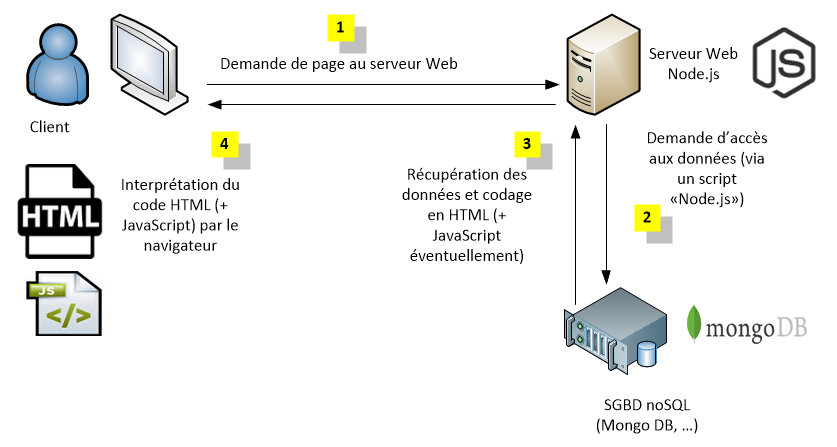 1
Demande de page au serveur Web
Serveur Web
Node.js
JS
Client
4
Interprétation du
code HTML (+
JavaScript) par le
navigateur
HTML
JS
</>
3
Récupération des
données et codage
en HTML (+
JavaScript
éventuellement)
Demande d’accès
aux données (via
un script
«Node.js»)
2
mongoDB
SGBD noSQL
(Mongo DB, ...)